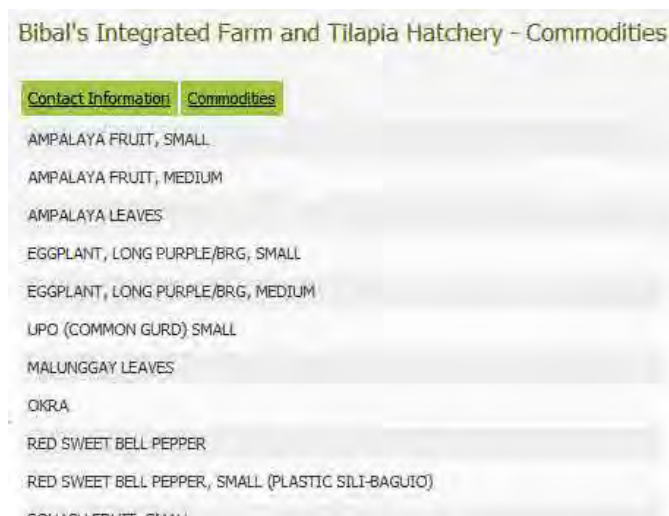 Bibal's Integrated Farm and Tilapia Hatchery - Commodities
Contact Information Commodities
AMPALAYA FRUIT, SMALL
AMPALAYA FRUIT, MEDIUM
AMPALAYA LEAVES
EGGPLANT, LONG PURPLE/BRG, SMALL
EGGPLANT, LONG PURPLE/BRG, MEDIUM
UPO (COMMON GURD) SMALL
MALUNGGAY LEAVES
OKRA
RED SWEET BELL PEPPER
RED SWEET BELL PEPPER, SMALL (PLASTIC SILI-BAGUIO)